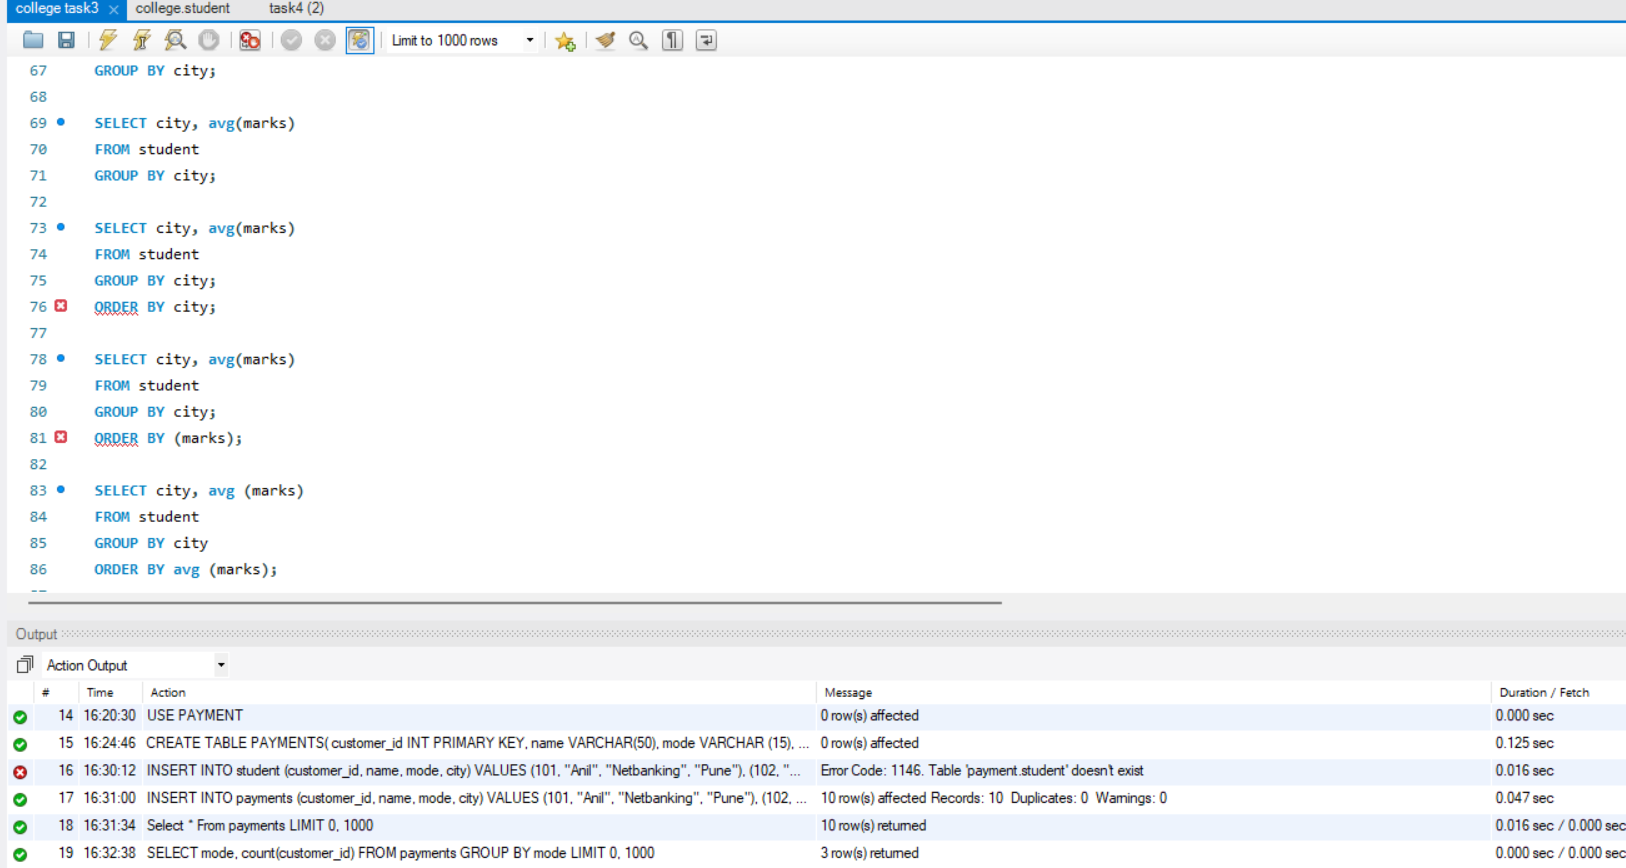 college task3 × college.student task4 (2)
Limit to 1000 rows
67 GROUP BY city;
68
69 SELECT city, avg(marks)
70 FROM student
71 GROUP BY city;
72
73 SELECT city, avg(marks)
74 FROM student
75 GROUP BY city;
76 ORDER BY city;
77
78 SELECT city, avg(marks)
79 FROM student
80 GROUP BY city;
81 ORDER BY (marks);
82
83 SELECT city, avg (marks)
84 FROM student
85 GROUP BY city
86 ORDER BY avg (marks);
Output
Action Output
# Time Action Message Duration / Fetch
14 16:20:30 USE PAYMENT 0 row(s) affected 0.000 sec
15 16:24:46 CREATE TABLE PAYMENTS( customer_id INT PRIMARY KEY, name VARCHAR(50), mode VARCHAR (15), ... 0 row(s) affected 0.125 sec
16 16:30:12 INSERT INTO student (customer_id, name, mode, city) VALUES (101, "Anil", "Netbanking", "Pune"), (102, "... Error Code: 1146. Table 'payment.student' doesn't exist 0.016 sec
17 16:31:00 INSERT INTO payments (customer_id, name, mode, city) VALUES (101, "Anil", "Netbanking", "Pune"), (102, ... 10 row(s) affected Records: 10 Duplicates: 0 Warnings: 0 0.047 sec
18 16:31:34 Select * From payments LIMIT 0, 1000 10 row(s) returned 0.016 sec / 0.000 sec
19 16:32:38 SELECT mode, count(customer_id) FROM payments GROUP BY mode LIMIT 0, 1000 3 row(s) returned 0.000 sec / 0.000 sec